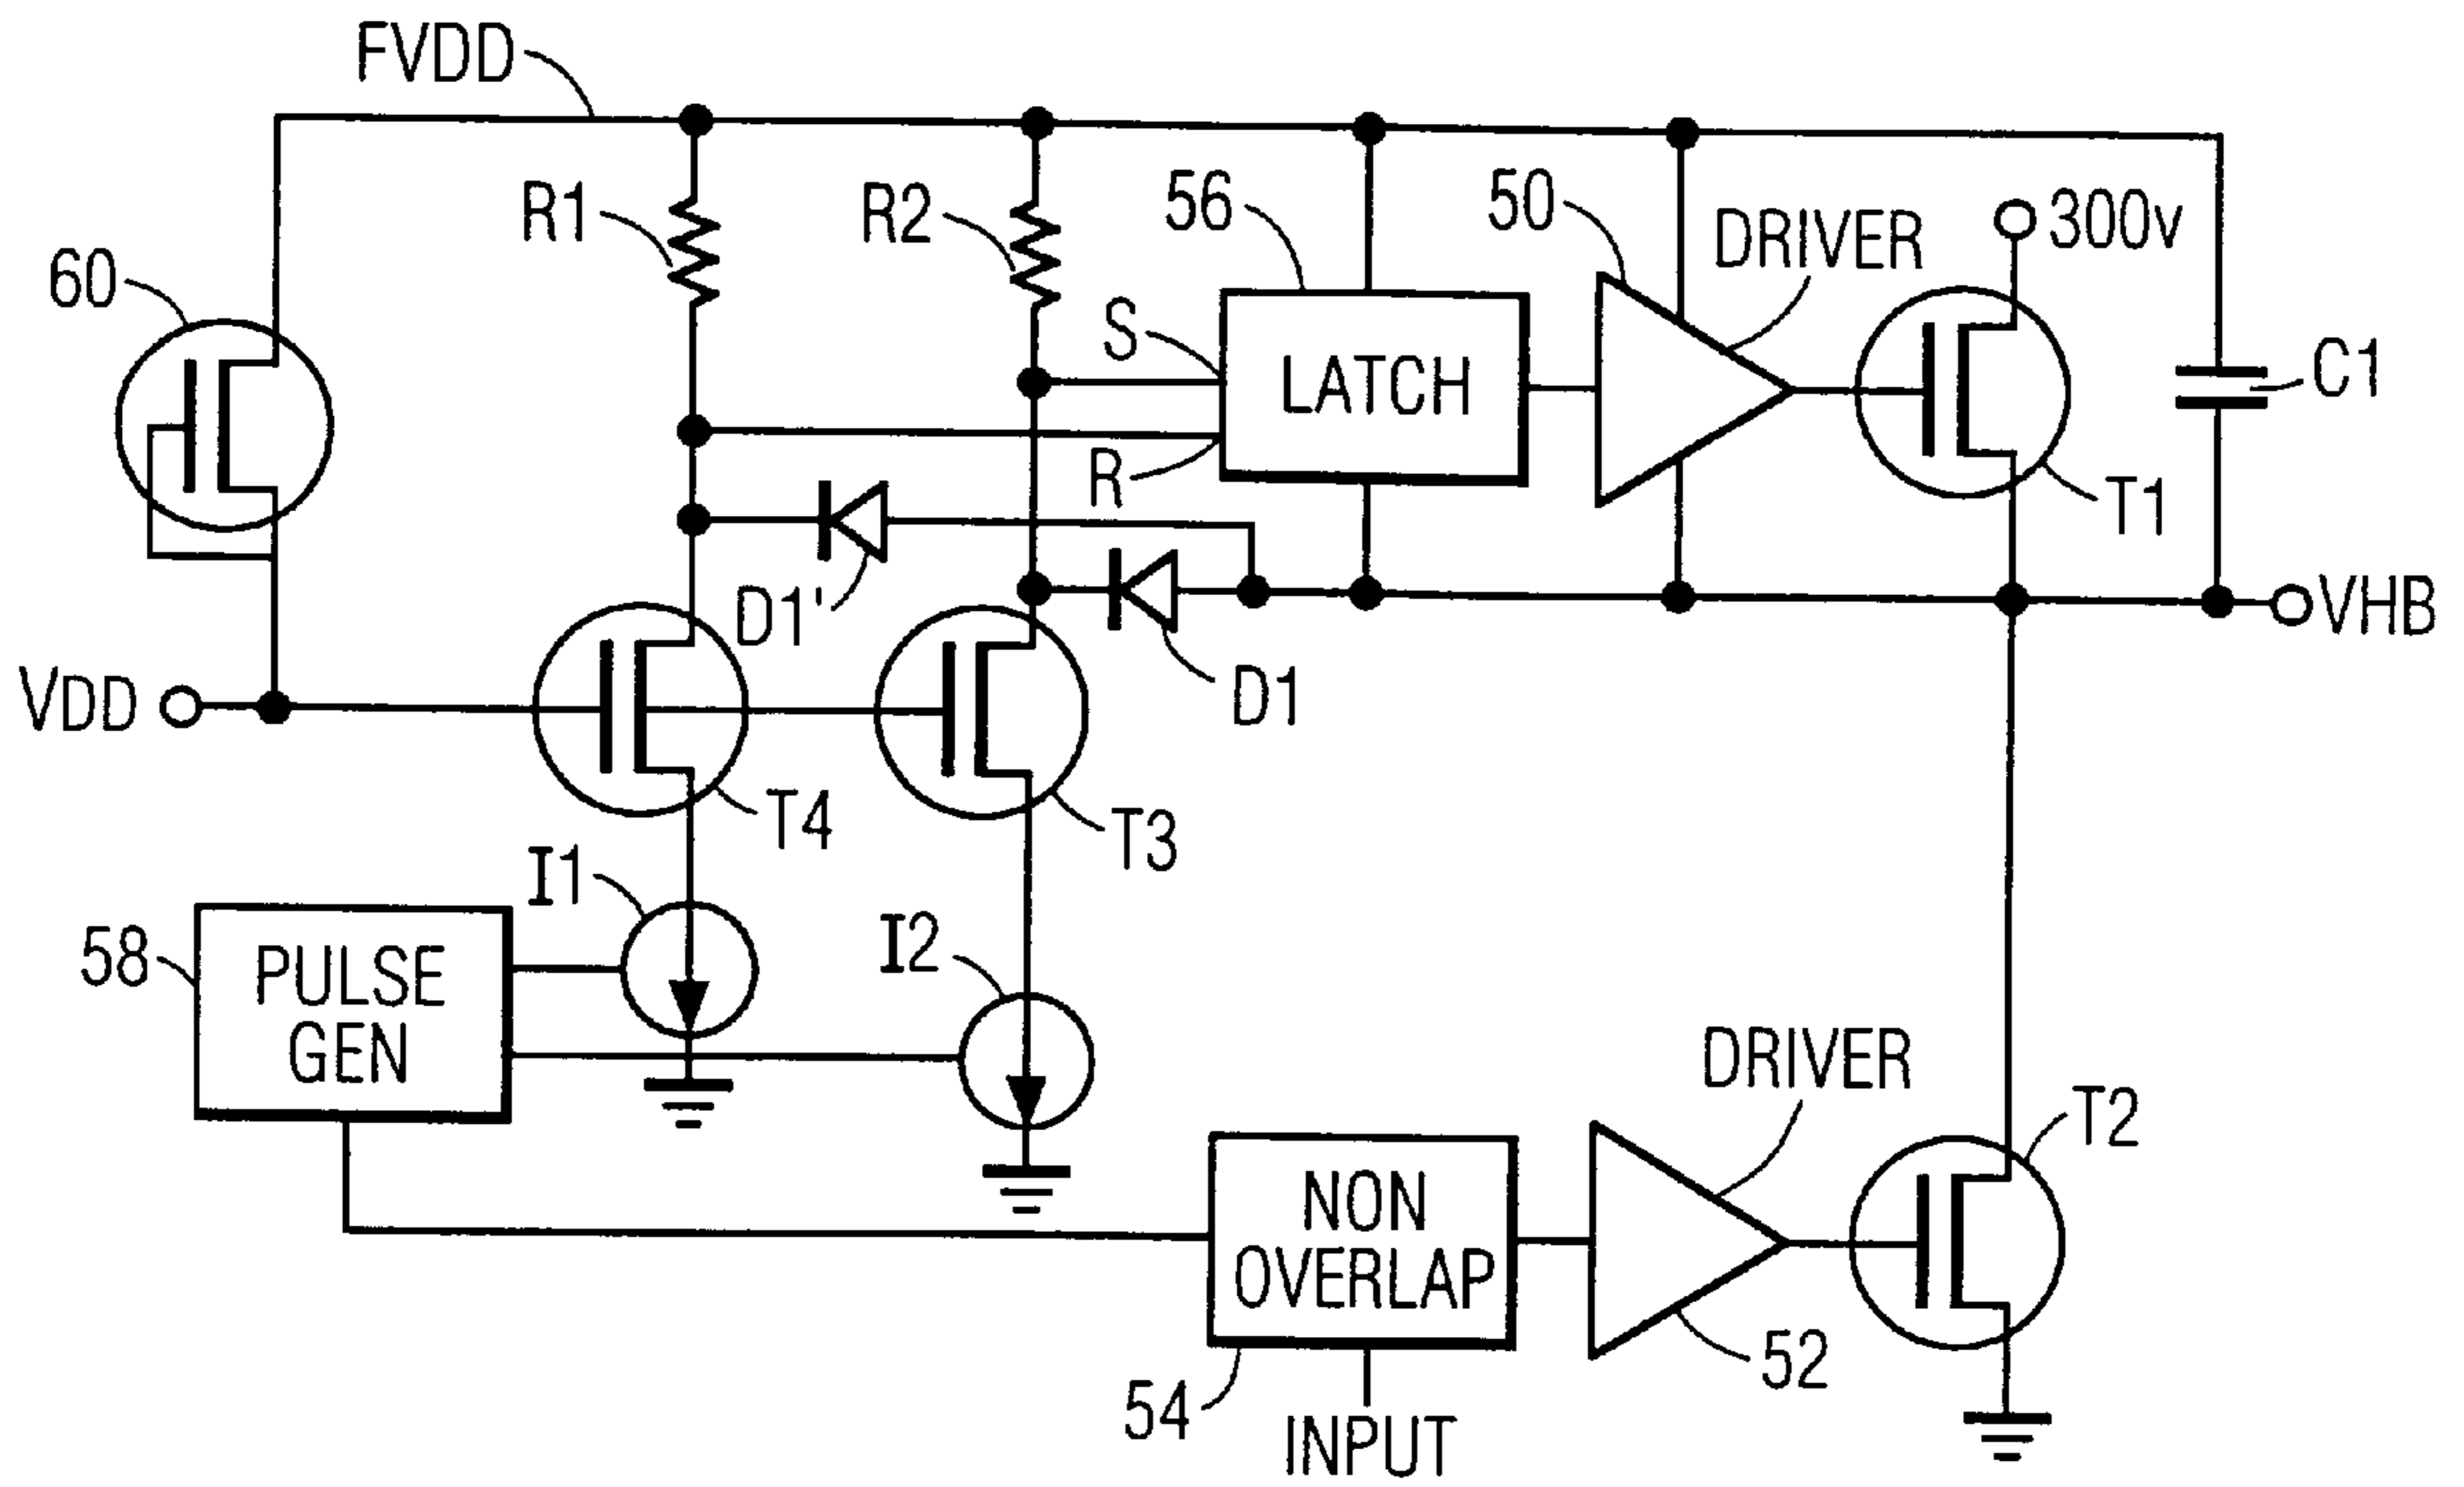 FVDD
R1
R2
56
50
DRIVER
300v
60
S
LATCH
C1
R
T1
D1'
VHB
VDD
D1
T4
T3
I1
58
PULSE
GEN
I2
DRIVER
T2
NON
OVERLAP
52
54
INPUT